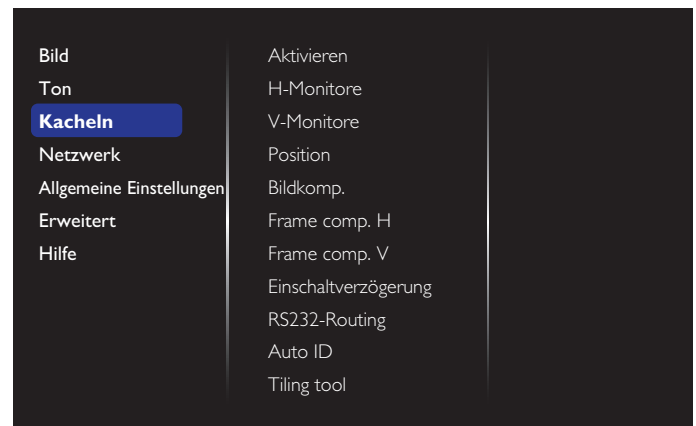 Bild
Ton
Kacheln
Netzwerk
Allgemeine Einstellungen
Erweitert
Hilfe
Aktivieren
H-Monitore
V-Monitore
Position
Bildkomp.
Frame comp. H
Frame comp. V
Einschaltverzögerung
RS232-Routing
Auto ID
Tiling tool